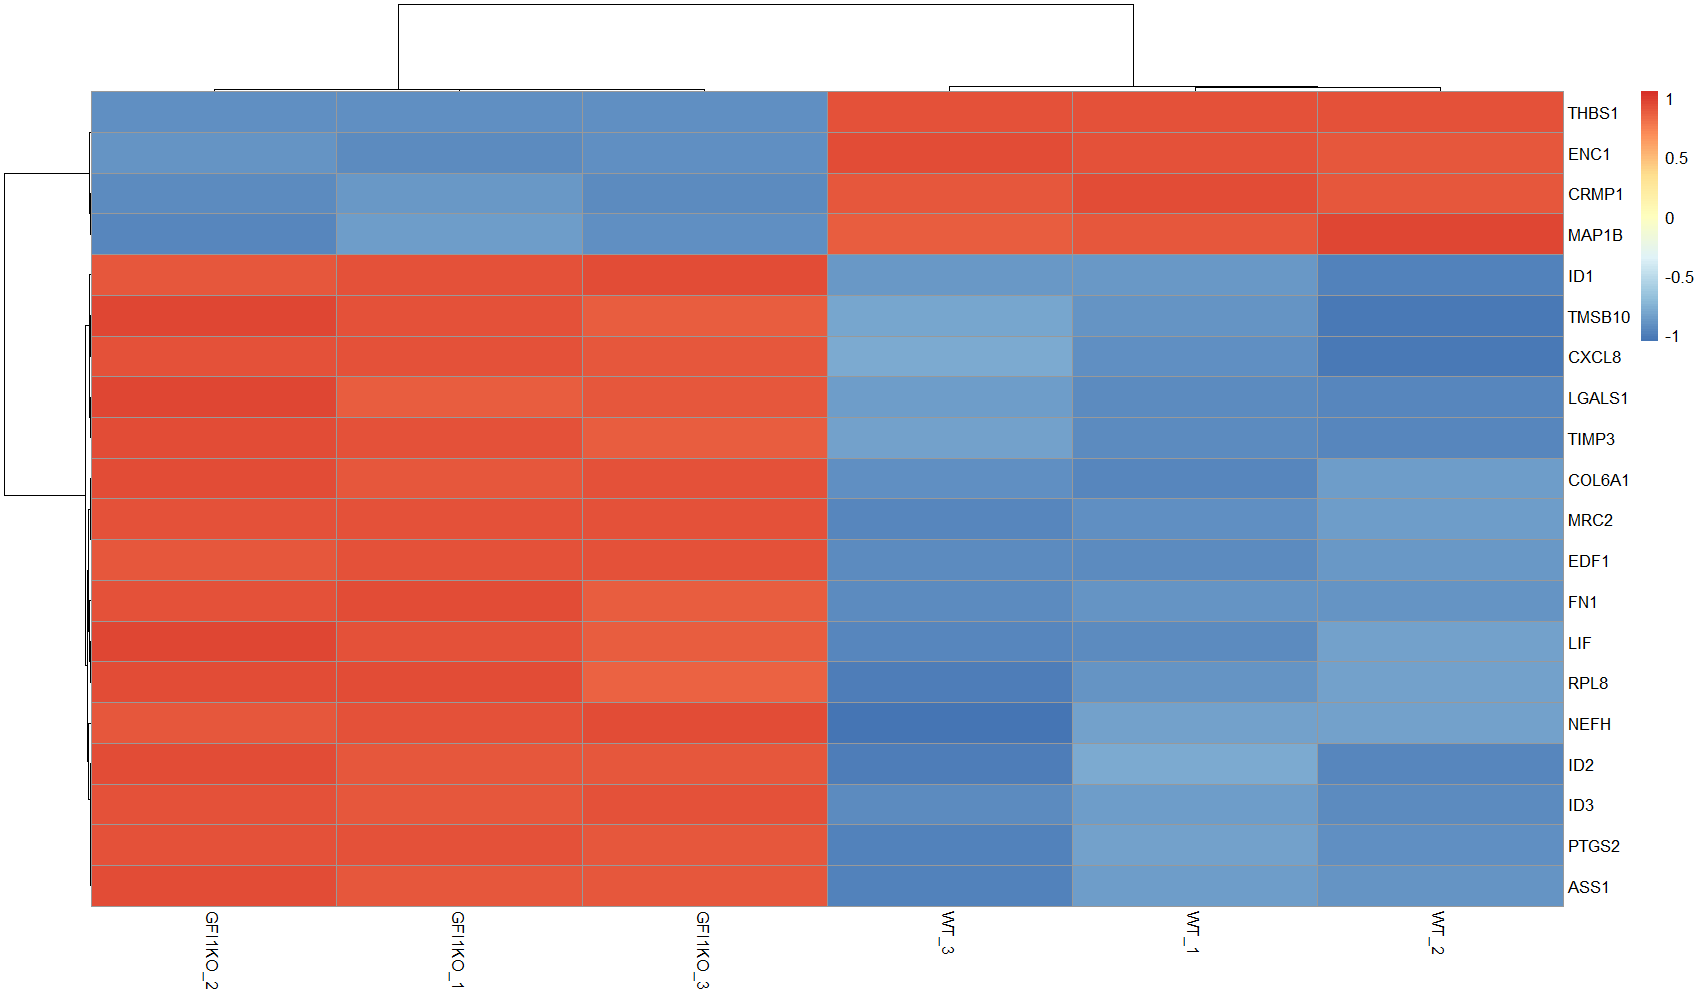 THBS1
ENC1
CRMP1
MAP1B
ID1
TMSB10
CXCL8
LGALS1
TIMP3
COL6A1
MRC2
EDF1
FN1
LIF
RPL8
NEFH
ID2
ID3
PTGS2
ASS1
1
0.5
0
-0.5
-1
GFI1KO_2
GFI1KO_1
GFI1KO_3
WT_3
WT_1
WT_2